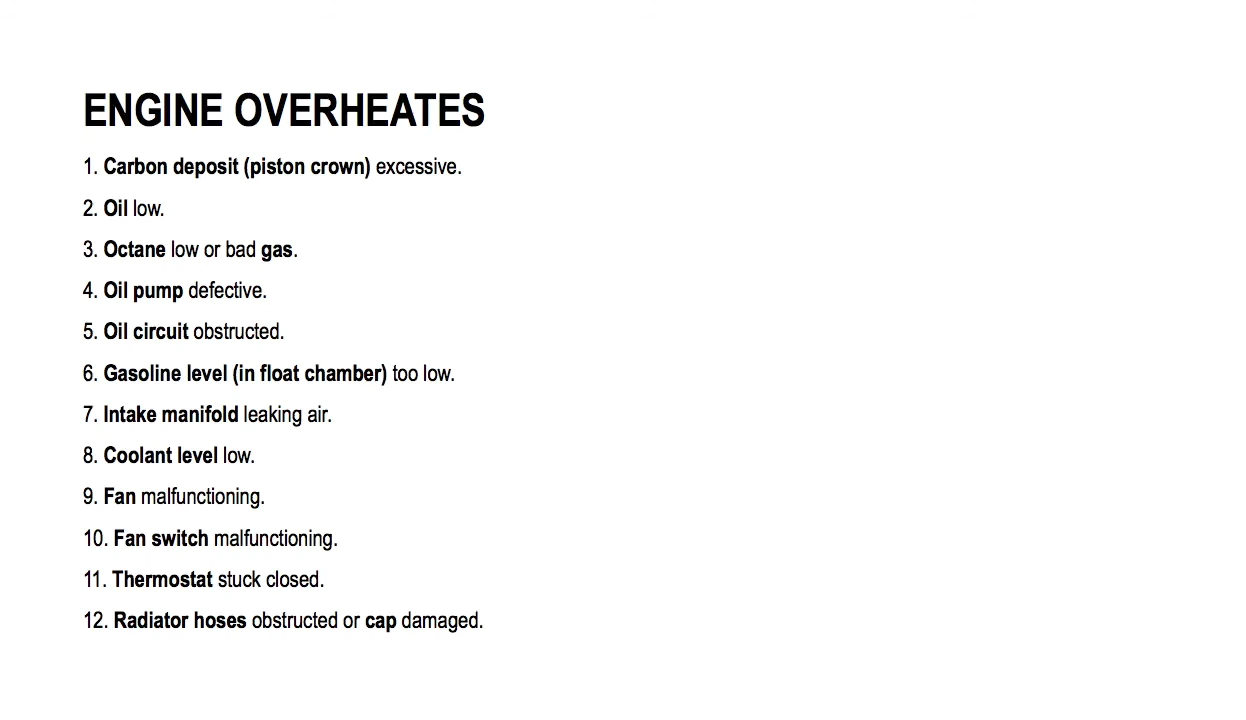 ENGINE OVERHEATES
1. Carbon deposit (piston crown) excessive.
2. Oil low.
3. Octane low or bad gas.
4. Oil pump defective.
5. Oil circuit obstructed.
6. Gasoline level (in float chamber) too low.
7. Intake manifold leaking air.
8. Coolant level low.
9. Fan malfunctioning.
10. Fan switch malfunctioning.
11. Thermostat stuck closed.
12. Radiator hoses obstructed or cap damaged.